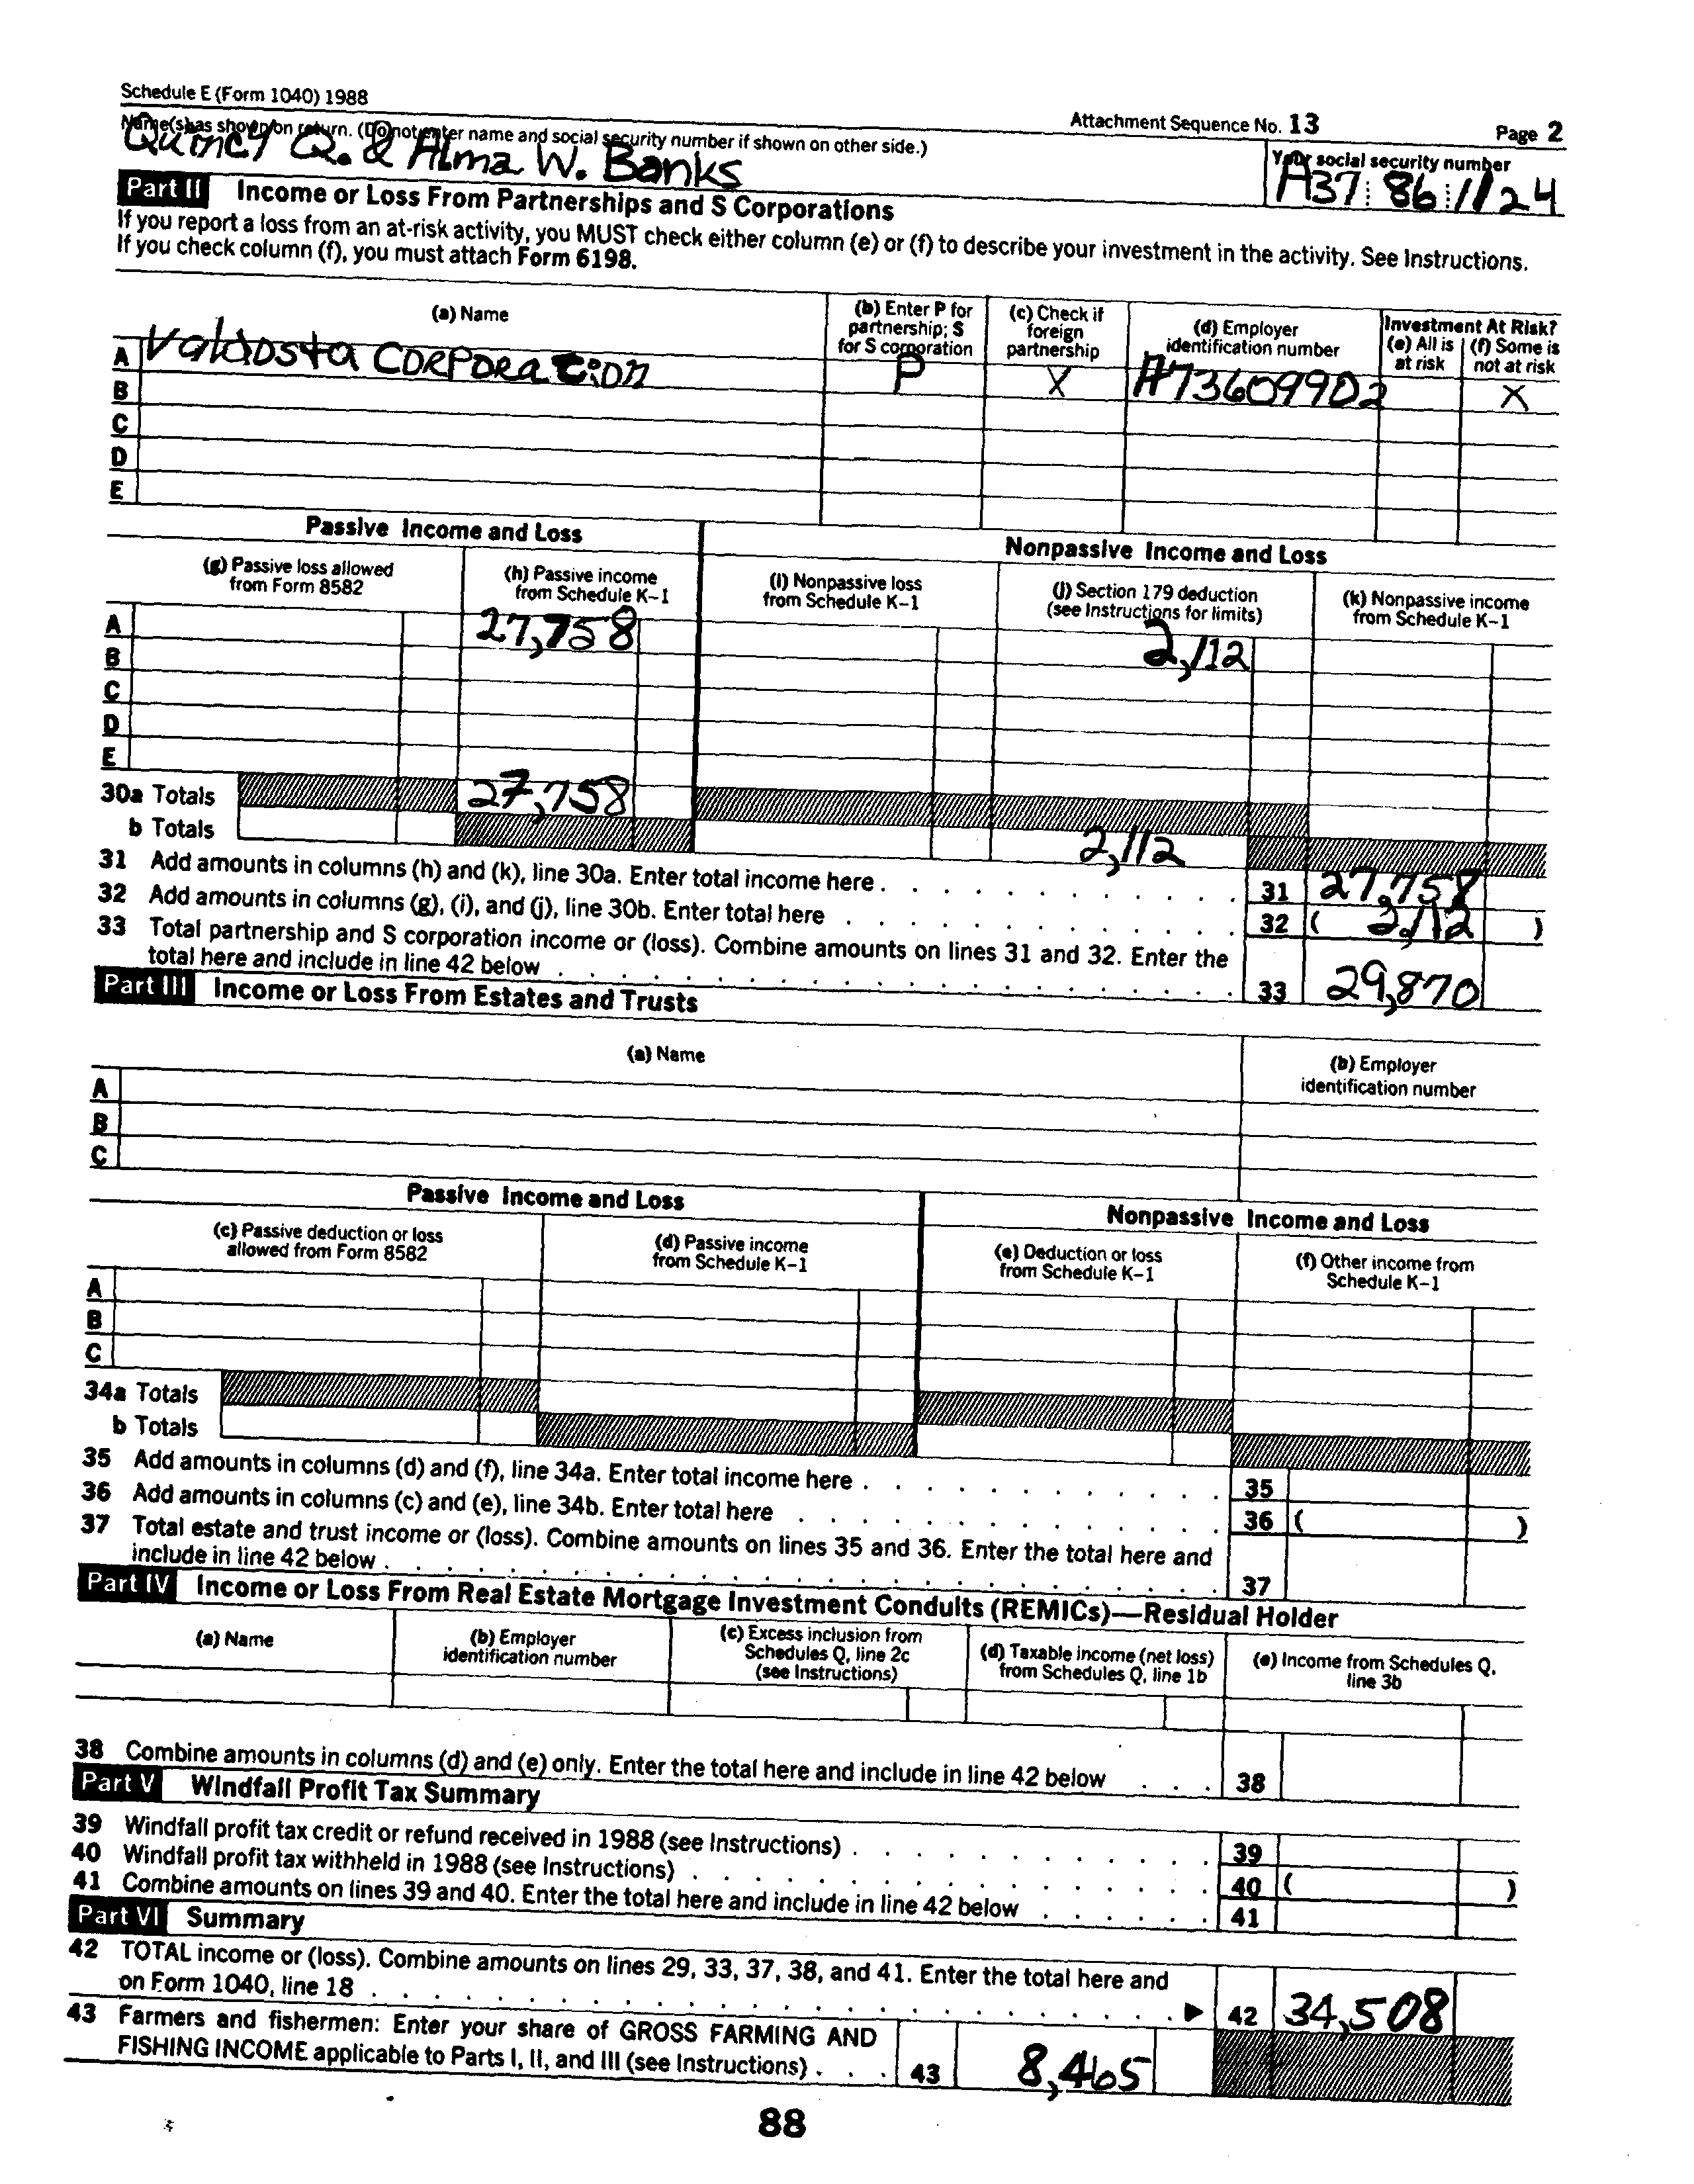 Schedule E (Form 1040) 1988
Attachment Sequence No. 13 Page 2
Name(s) as shown on return. (Do not enter name and social security number if shown on other side.)
Your social security number
Quincy Q. & Alma W. Banks
A37 86 1124
Part II Income or Loss From Partnerships and S Corporations
If you report a loss from an at-risk activity, you MUST check either column (e) or (f) to describe your investment in the activity. See Instructions.
If you check column (f), you must attach Form 6198.
(a) Name
(b) Enter P for partnership; S for S corporation
(c) Check if foreign partnership
(d) Employer identification number
Investment At Risk?
(e) All is at risk
(f) Some is not at risk
A Valdosta Corporation P X A73609902 X
B
C
D
E
Passive Income and Loss
Nonpassive Income and Loss
(g) Passive loss allowed from Form 8582
(h) Passive income from Schedule K–1
(i) Nonpassive loss from Schedule K–1
(j) Section 179 deduction (see Instructions for limits)
(k) Nonpassive income from Schedule K–1
A 27,758 2,112
B
C
D
E
30a Totals 27,758
b Totals 2,112
31 Add amounts in columns (h) and (k), line 30a. Enter total income here . . . 31 27,758
32 Add amounts in columns (g), (i), and (j), line 30b. Enter total here . . . 32 ( 2,112 )
33 Total partnership and S corporation income or (loss). Combine amounts on lines 31 and 32. Enter the
total here and include in line 42 below . . . 33 29,870
Part III Income or Loss From Estates and Trusts
(a) Name
(b) Employer identification number
A
B
C
Passive Income and Loss
Nonpassive Income and Loss
(c) Passive deduction or loss allowed from Form 8582
(d) Passive income from Schedule K–1
(e) Deduction or loss from Schedule K–1
(f) Other income from Schedule K–1
A
B
C
34a Totals
b Totals
35 Add amounts in columns (d) and (f), line 34a. Enter total income here . . . 35
36 Add amounts in columns (c) and (e), line 34b. Enter total here . . . 36 ( )
37 Total estate and trust income or (loss). Combine amounts on lines 35 and 36. Enter the total here and
include in line 42 below . . . 37
Part IV Income or Loss From Real Estate Mortgage Investment Conduits (REMICs)—Residual Holder
(a) Name
(b) Employer identification number
(c) Excess inclusion from Schedules Q, line 2c (see Instructions)
(d) Taxable income (net loss) from Schedules Q, line 1b
(e) Income from Schedules Q, line 3b
38 Combine amounts in columns (d) and (e) only. Enter the total here and include in line 42 below . . . 38
Part V Windfall Profit Tax Summary
39 Windfall profit tax credit or refund received in 1988 (see Instructions) . . . 39
40 Windfall profit tax withheld in 1988 (see Instructions) . . . 40 ( )
41 Combine amounts on lines 39 and 40. Enter the total here and include in line 42 below . . . 41
Part VI Summary
42 TOTAL income or (loss). Combine amounts on lines 29, 33, 37, 38, and 41. Enter the total here and
on Form 1040, line 18 . . . ▶ 42 34,508
43 Farmers and fishermen: Enter your share of GROSS FARMING AND
FISHING INCOME applicable to Parts I, II, and III (see Instructions) . . . 43 8,465
88